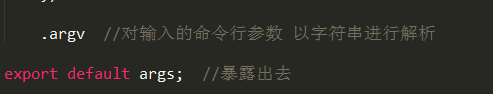 .argv  //对输入的命令行参数 以字符串进行解析
export default args;  //暴露出去